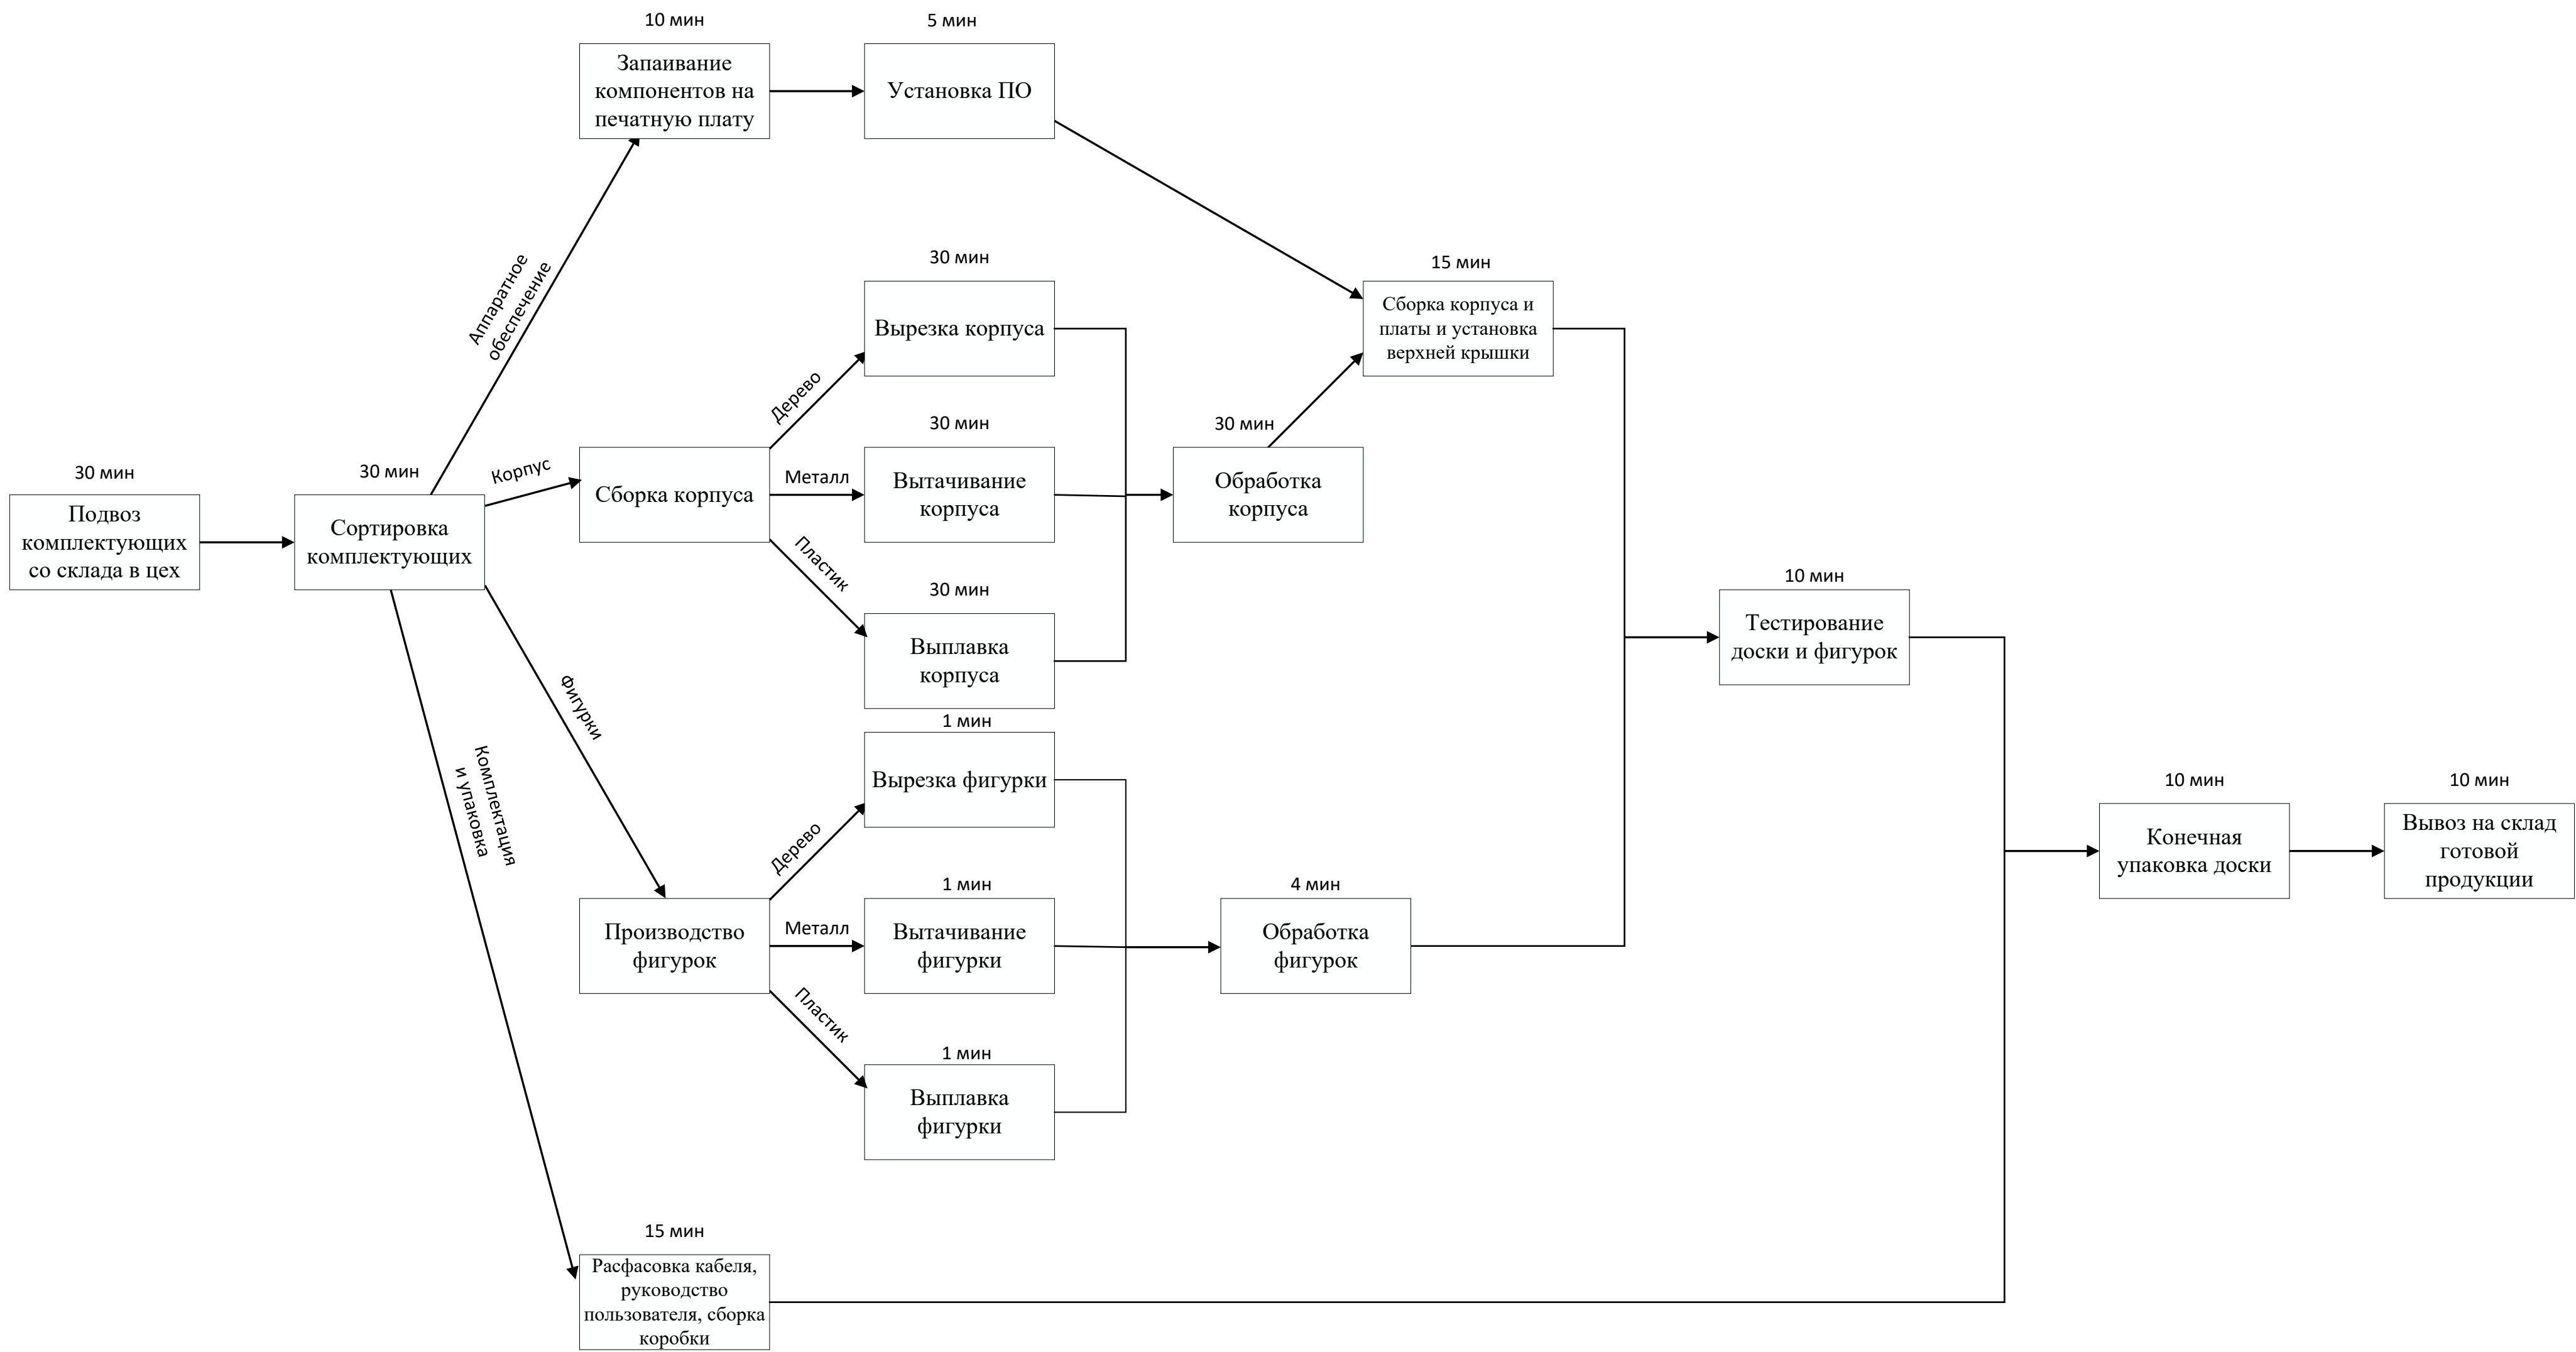 10 мин
Запаивание
компонентов на
печатную плату
5 мин
Установка ПО
Аппаратное
обеспечение
30 мин
Вырезка корпуса
15 мин
Сборка корпуса и
платы и установка
верхней крышки
Дерево
30 мин
Подвоз
комплектующих
со склада в цех
30 мин
Сортировка
комплектующих
Корпус
Сборка корпуса
Металл
30 мин
Вытачивание
корпуса
30 мин
Обработка
корпуса
Пластик
30 мин
Выплавка
корпуса
10 мин
Тестирование
доски и фигурок
Фигурки
Комплектация
и упаковка
1 мин
Вырезка фигурки
Дерево
Производство
фигурок
Металл
1 мин
Вытачивание
фигурки
4 мин
Обработка
фигурок
10 мин
Конечная
упаковка доски
10 мин
Вывоз на склад
готовой
продукции
Пластик
1 мин
Выплавка
фигурки
15 мин
Расфасовка кабеля,
руководство
пользователя, сборка
коробки